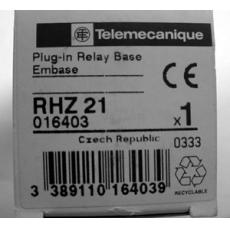 Telemecanique
Plug-in Relay Base
Embase
CE
RHZ 21
016403
x1
Czech Republic
0333
3 389110 164039
RECYCLABLE